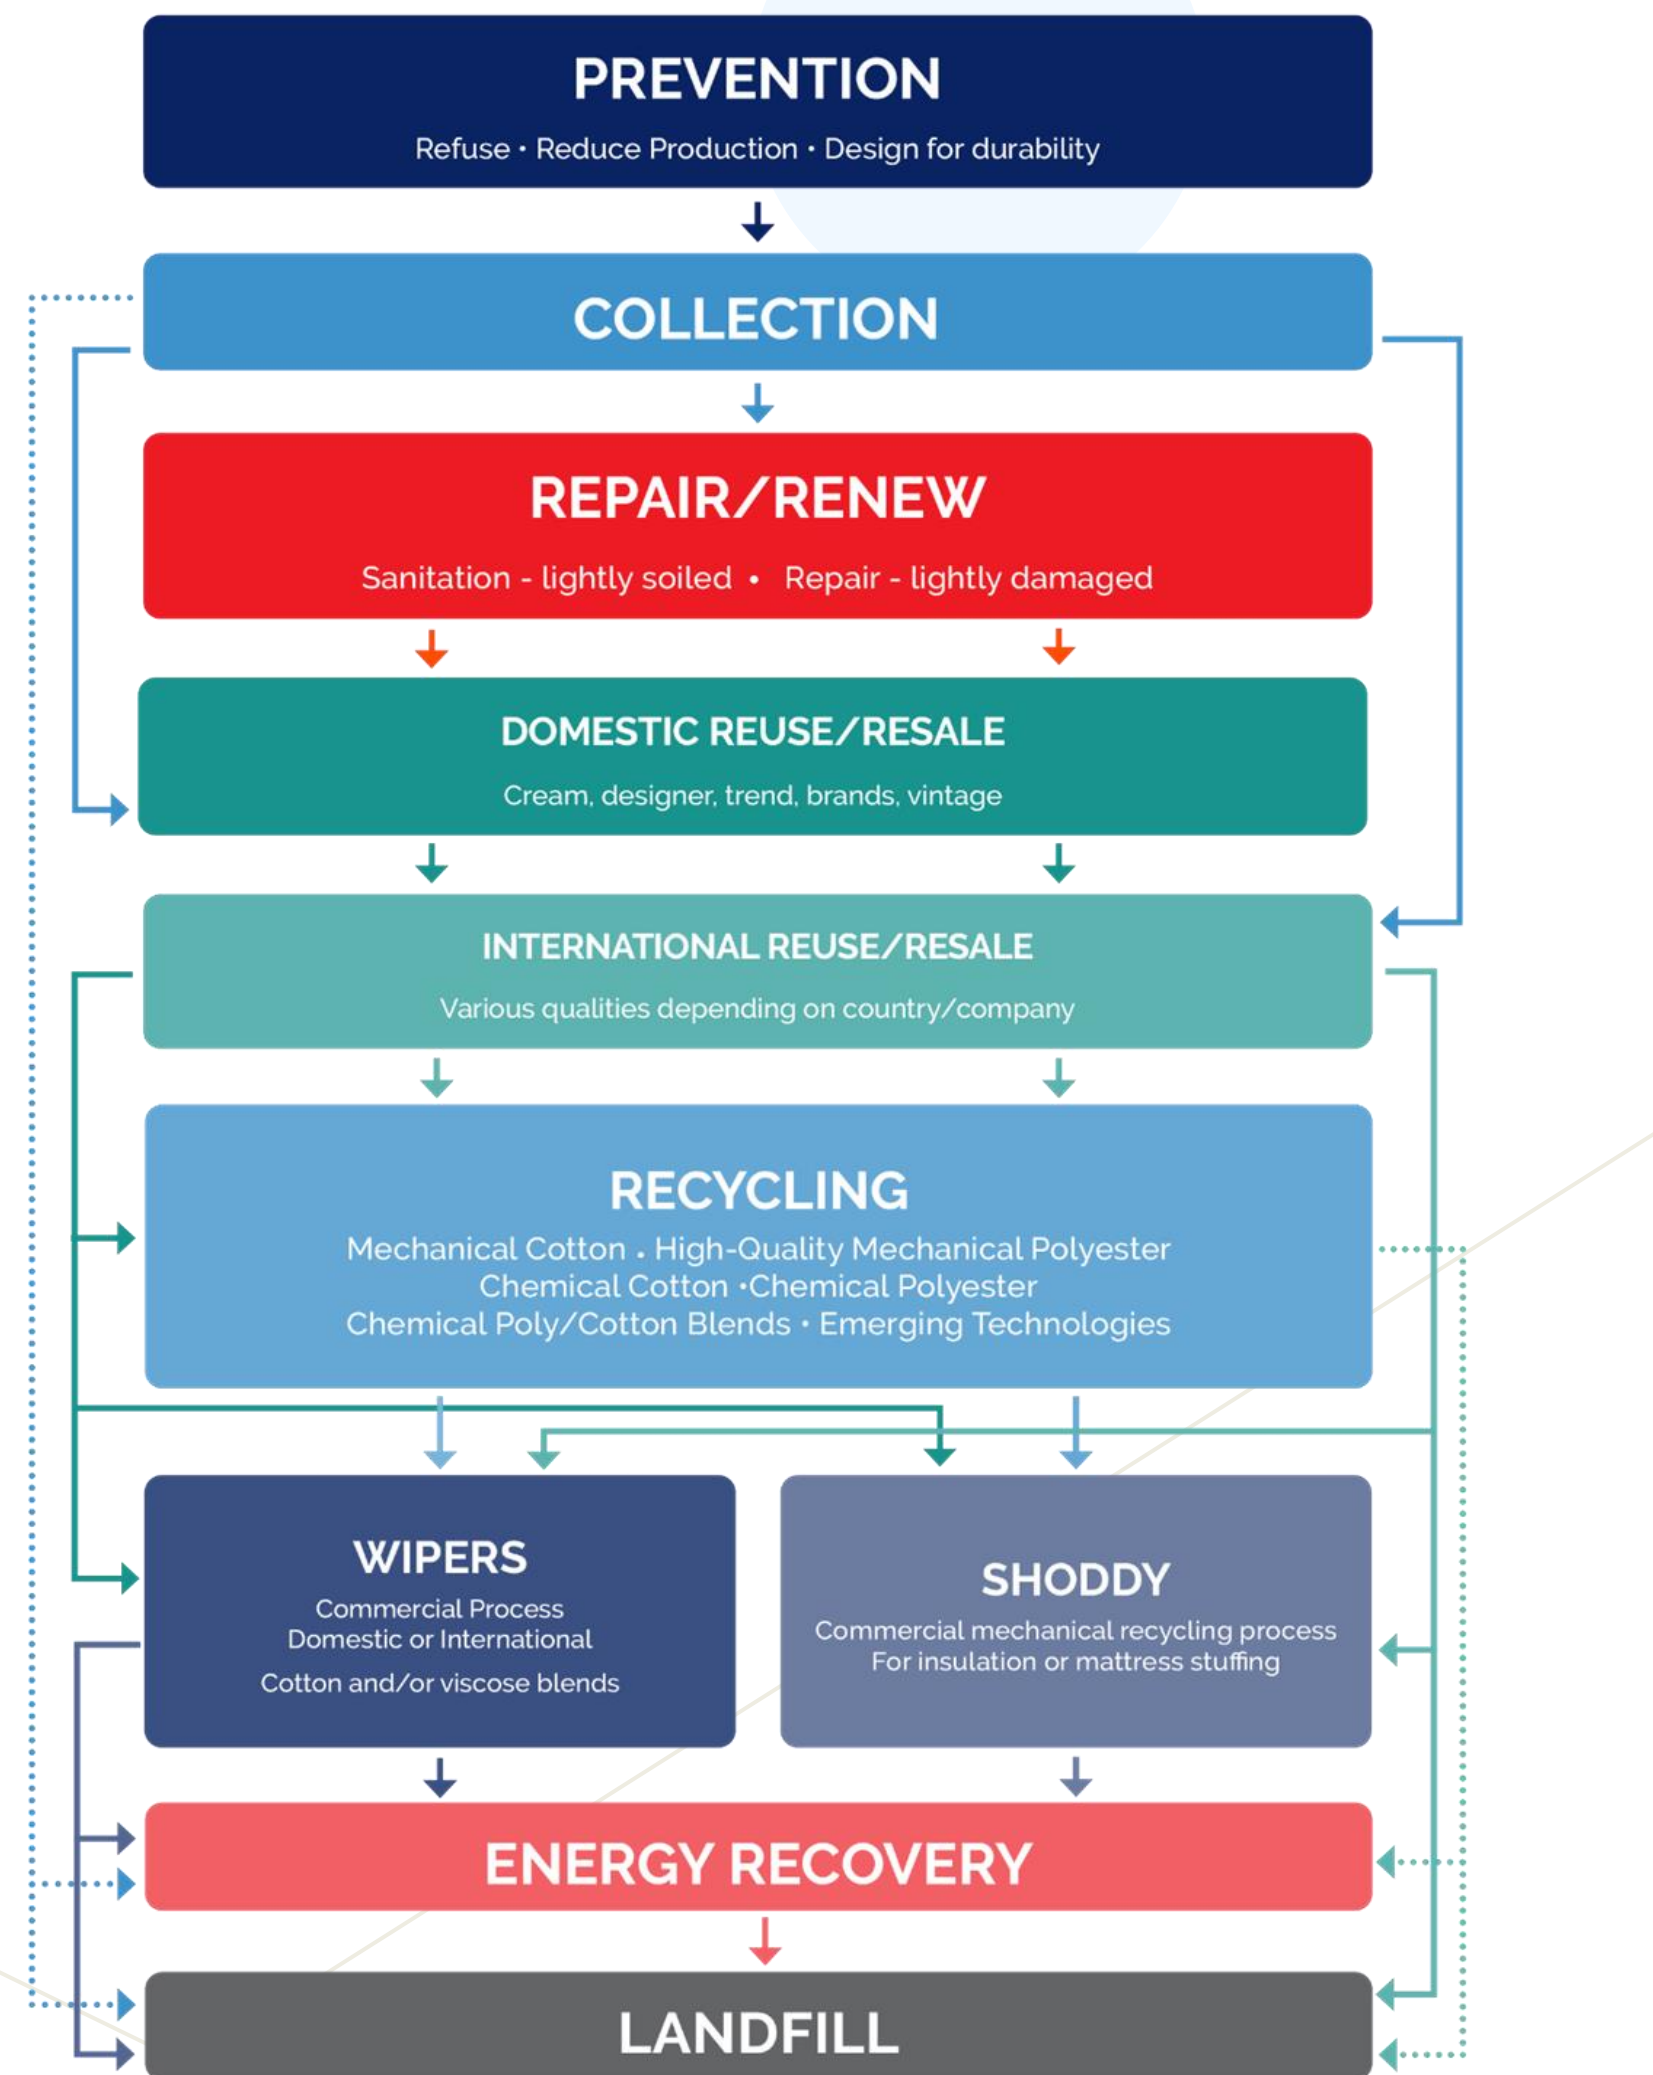 PREVENTION
Refuse • Reduce Production • Design for durability
COLLECTION
REPAIR/RENEW
Sanitation - lightly soiled • Repair - lightly damaged
DOMESTIC REUSE/RESALE
Cream, designer, trend, brands, vintage
INTERNATIONAL REUSE/RESALE
Various qualities depending on country/company
RECYCLING
Mechanical Cotton . High-Quality Mechanical Polyester
Chemical Cotton •Chemical Polyester
Chemical Poly/Cotton Blends • Emerging Technologies
WIPERS
Commercial Process
Domestic or International
Cotton and/or viscose blends
SHODDY
Commercial mechanical recycling process
For insulation or mattress stuffing
ENERGY RECOVERY
LANDFILL